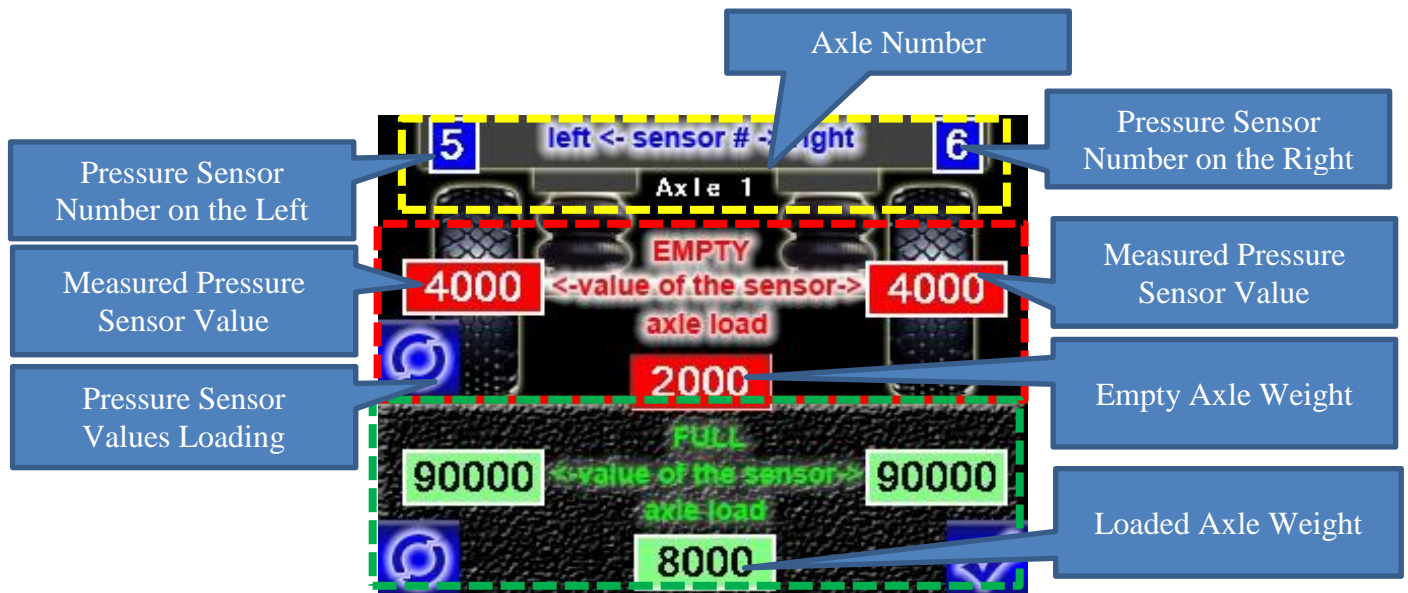 Axle Number
Pressure Sensor
Number on the Left
Pressure Sensor
Number on the Right
5
left <- sensor # -> right
6
Axle 1
Measured Pressure
Sensor Value
Measured Pressure
Sensor Value
EMPTY
4000
<-value of the sensor->
4000
axle load
2000
Pressure Sensor
Values Loading
Empty Axle Weight
FULL
90000
<-value of the sensor->
90000
axle load
8000
Loaded Axle Weight